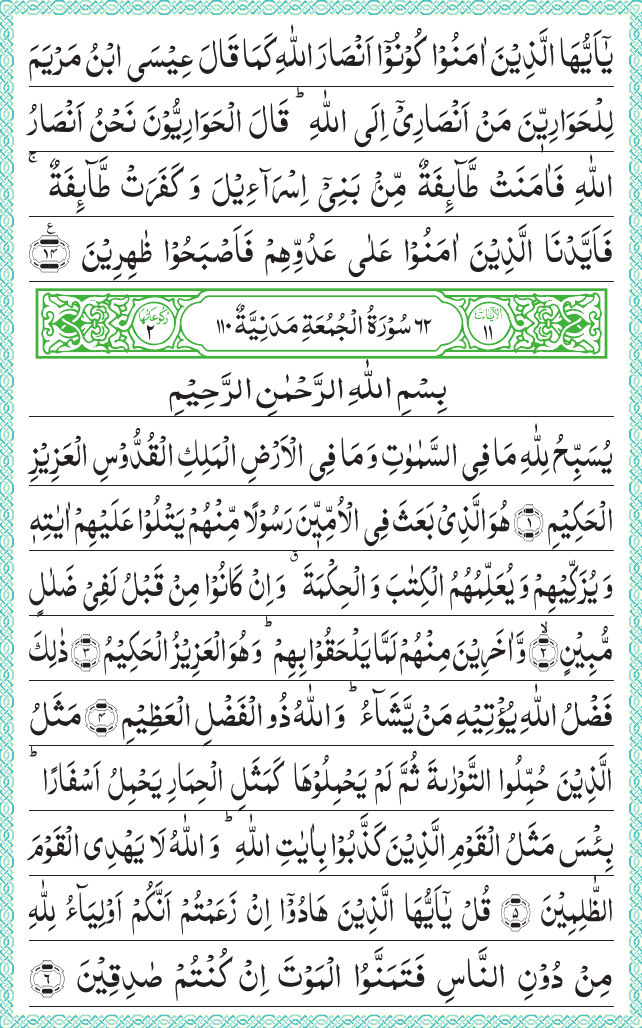 یٰۤاَیُّهَا الَّذِیْنَ اٰمَنُوْا كُوْنُوْۤا اَنْصَارَ اللّٰهِ كَمَا قَالَ عِیْسَی ابْنُ مَرْیَمَ
لِلْحَوَارِیّٖنَ مَنْ اَنْصَارِیْۤ اِلَی اللّٰهِ ؕ قَالَ الْحَوَارِیُّوْنَ نَحْنُ اَنْصَارُ
اللّٰهِ فَاٰمَنَتْ طَّآىِٕفَةٌ مِّنْۢ بَنِیْۤ اِسْرَآءِیْلَ وَ كَفَرَتْ طَّآىِٕفَةٌ ۚ
فَاَیَّدْنَا الَّذِیْنَ اٰمَنُوْا عَلٰی عَدُوِّهِمْ فَاَصْبَحُوْا ظٰهِرِیْنَ ۧ ۝۱۴
اٰیَاتُهَا ۱۱ ۶۲ سُوْرَةُ الْجُمُعَةِ مَدَنِیَّةٌ ۱۱۰ رُكُوْعَاتُهَا ۲
بِسْمِ اللّٰهِ الرَّحْمٰنِ الرَّحِیْمِ
یُسَبِّحُ لِلّٰهِ مَا فِی السَّمٰوٰتِ وَ مَا فِی الْاَرْضِ الْمَلِكِ الْقُدُّوْسِ الْعَزِیْزِ
الْحَكِیْمِ ۝۱ هُوَ الَّذِیْ بَعَثَ فِی الْاُمِّیّٖنَ رَسُوْلًا مِّنْهُمْ یَتْلُوْا عَلَیْهِمْ اٰیٰتِهٖ
وَ یُزَكِّیْهِمْ وَ یُعَلِّمُهُمُ الْكِتٰبَ وَ الْحِكْمَةَ ۗ وَ اِنْ كَانُوْا مِنْ قَبْلُ لَفِیْ ضَلٰلٍ
مُّبِیْنٍ ۙ۝۲ وَّ اٰخَرِیْنَ مِنْهُمْ لَمَّا یَلْحَقُوْا بِهِمْ ؕ وَ هُوَ الْعَزِیْزُ الْحَكِیْمُ ۝۳ ذٰلِكَ
فَضْلُ اللّٰهِ یُؤْتِیْهِ مَنْ یَّشَآءُ ؕ وَ اللّٰهُ ذُو الْفَضْلِ الْعَظِیْمِ ۝۴ مَثَلُ
الَّذِیْنَ حُمِّلُوا التَّوْرٰىةَ ثُمَّ لَمْ یَحْمِلُوْهَا كَمَثَلِ الْحِمَارِ یَحْمِلُ اَسْفَارًا ؕ
بِئْسَ مَثَلُ الْقَوْمِ الَّذِیْنَ كَذَّبُوْا بِاٰیٰتِ اللّٰهِ ؕ وَ اللّٰهُ لَا یَهْدِی الْقَوْمَ
الظّٰلِمِیْنَ ۝۵ قُلْ یٰۤاَیُّهَا الَّذِیْنَ هَادُوْۤا اِنْ زَعَمْتُمْ اَنَّكُمْ اَوْلِیَآءُ لِلّٰهِ
مِنْ دُوْنِ النَّاسِ فَتَمَنَّوُا الْمَوْتَ اِنْ كُنْتُمْ صٰدِقِیْنَ ۝۶